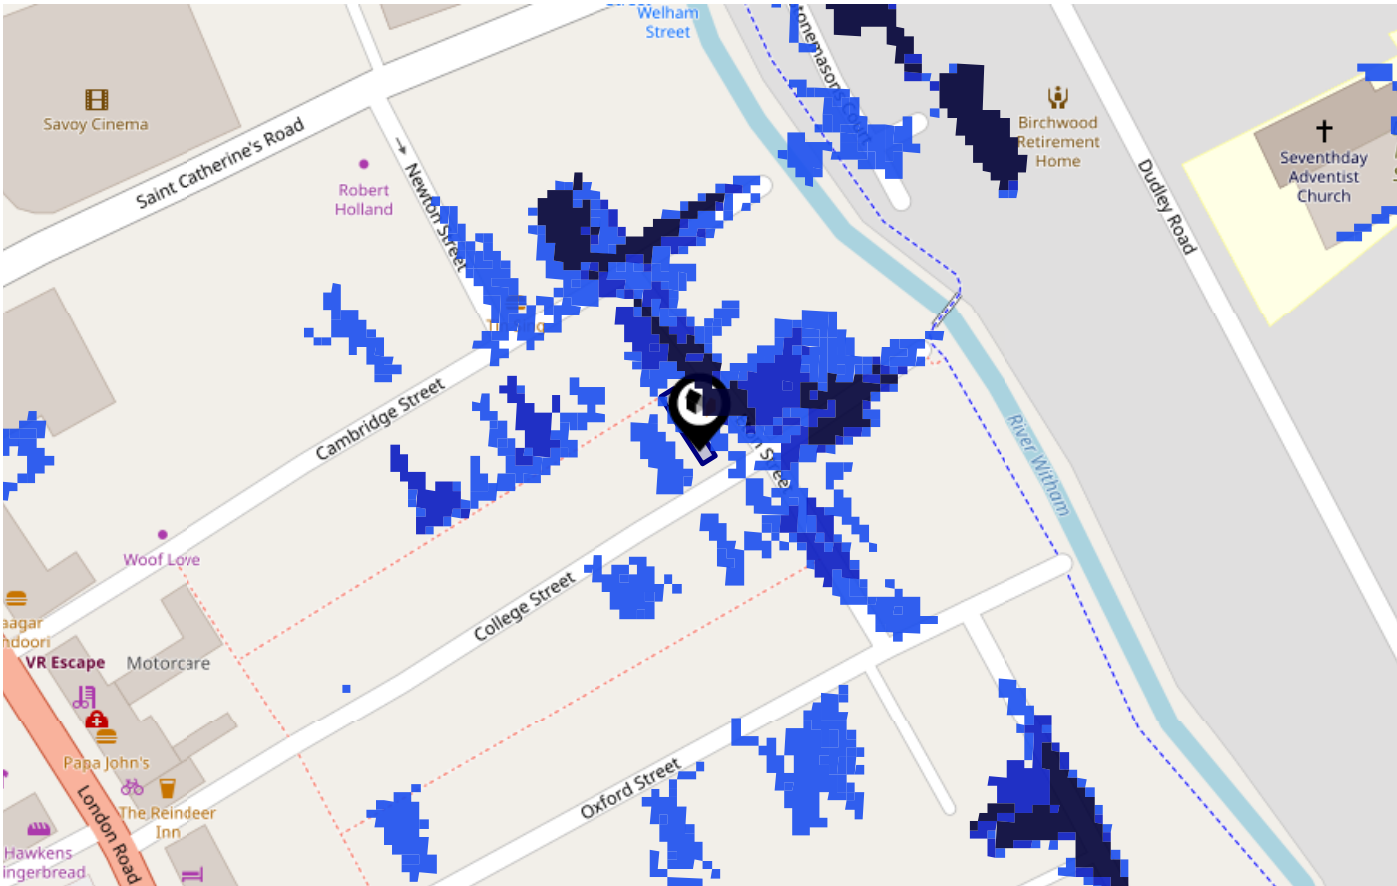 Welham
Street
Savoy Cinema
Saint Catherine's Road
Robert
Holland
Newton Street
Birchwood
Retirement
Home
Seventhday
Adventist
Church
Dudley Road
Cambridge Street
River Witham
Woof Love
College Street
VR Escape
Motorcare
Papa John's
The Reindeer
Inn
London Road
Oxford Street
Hawkens